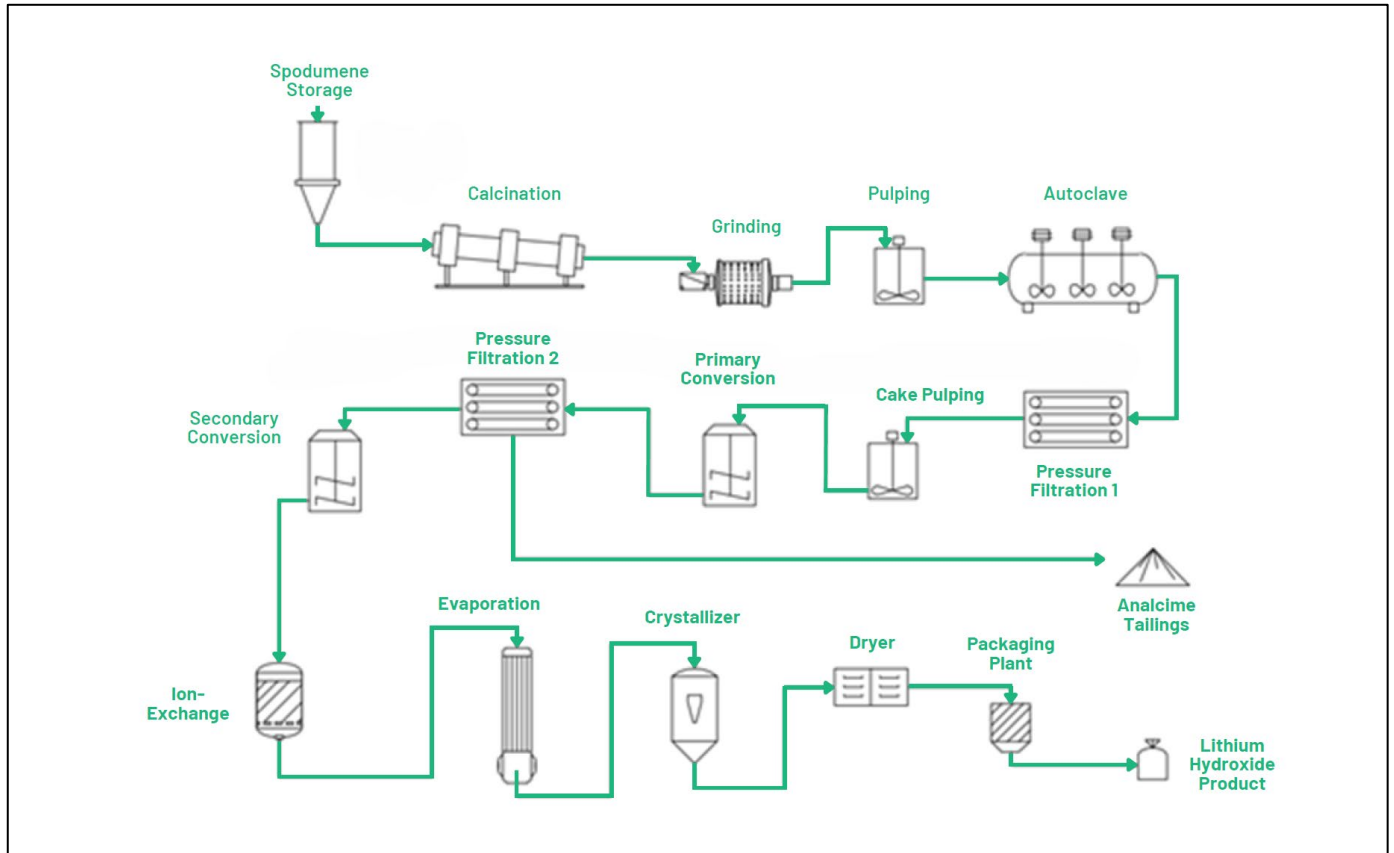 Spodumene
Storage
Calcination
Grinding
Pulping
Autoclave
Pressure
Filtration 2
Primary
Conversion
Cake Pulping
Secondary
Conversion
Pressure
Filtration 1
Analcime
Tailings
Evaporation
Crystallizer
Dryer
Packaging
Plant
Ion-
Exchange
Lithium
Hydroxide
Product